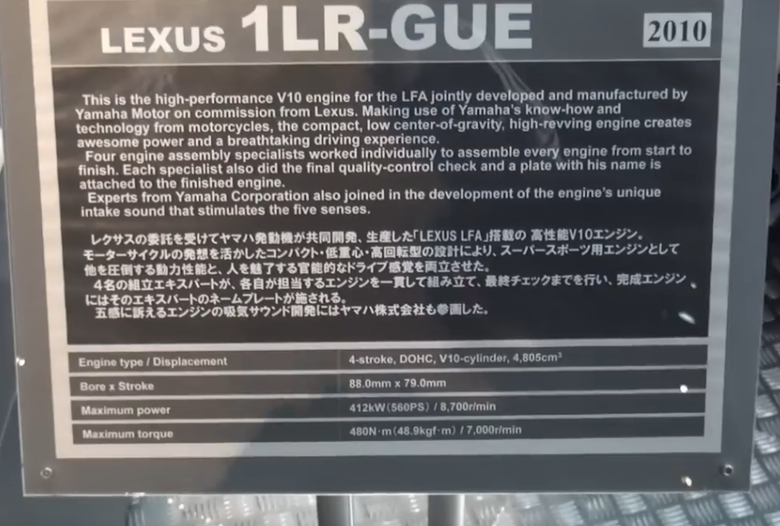 LEXUS 1LR-GUE 2010
This is the high-performance V10 engine for the LFA jointly developed and manufactured by
Yamaha Motor on commission from Lexus. Making use of Yamaha's know-how and
technology from motorcycles, the compact, low center-of-gravity, high-revving engine creates
awesome power and a breathtaking driving experience.
Four engine assembly specialists worked individually to assemble every engine from start to
finish. Each specialist also did the final quality-control check and a plate with his name is
attached to the finished engine.
Experts from Yamaha Corporation also joined in the development of the engine's unique
intake sound that stimulates the five senses.
レクサスの委託を受けてヤマハ発動機が共同開発、生産した「LEXUS LFA」搭載の 高性能V10エンジン。
モーターサイクルの発想を活かしたコンパクト・低重心・高回転型の設計により、スーパースポーツ用エンジンとして
他を圧倒する動力性能と、人を魅了する官能的なドライブ感覚を両立させた。
4名の組立エキスパートが、各自が担当するエンジンを一貫して組み立て、最終チェックまでを行い、完成エンジン
にはそのエキスパートのネームプレートが施される。
五感に訴えるエンジンの吸気サウンド開発にはヤマハ株式会社も参画した。
Engine type / Displacement 4-stroke, DOHC, V10-cylinder, 4,805cm³
Bore x Stroke 88.0mm x 79.0mm
Maximum power 412kW(560PS) / 8,700r/min
Maximum torque 480N·m(48.9kgf·m) / 7,000r/min